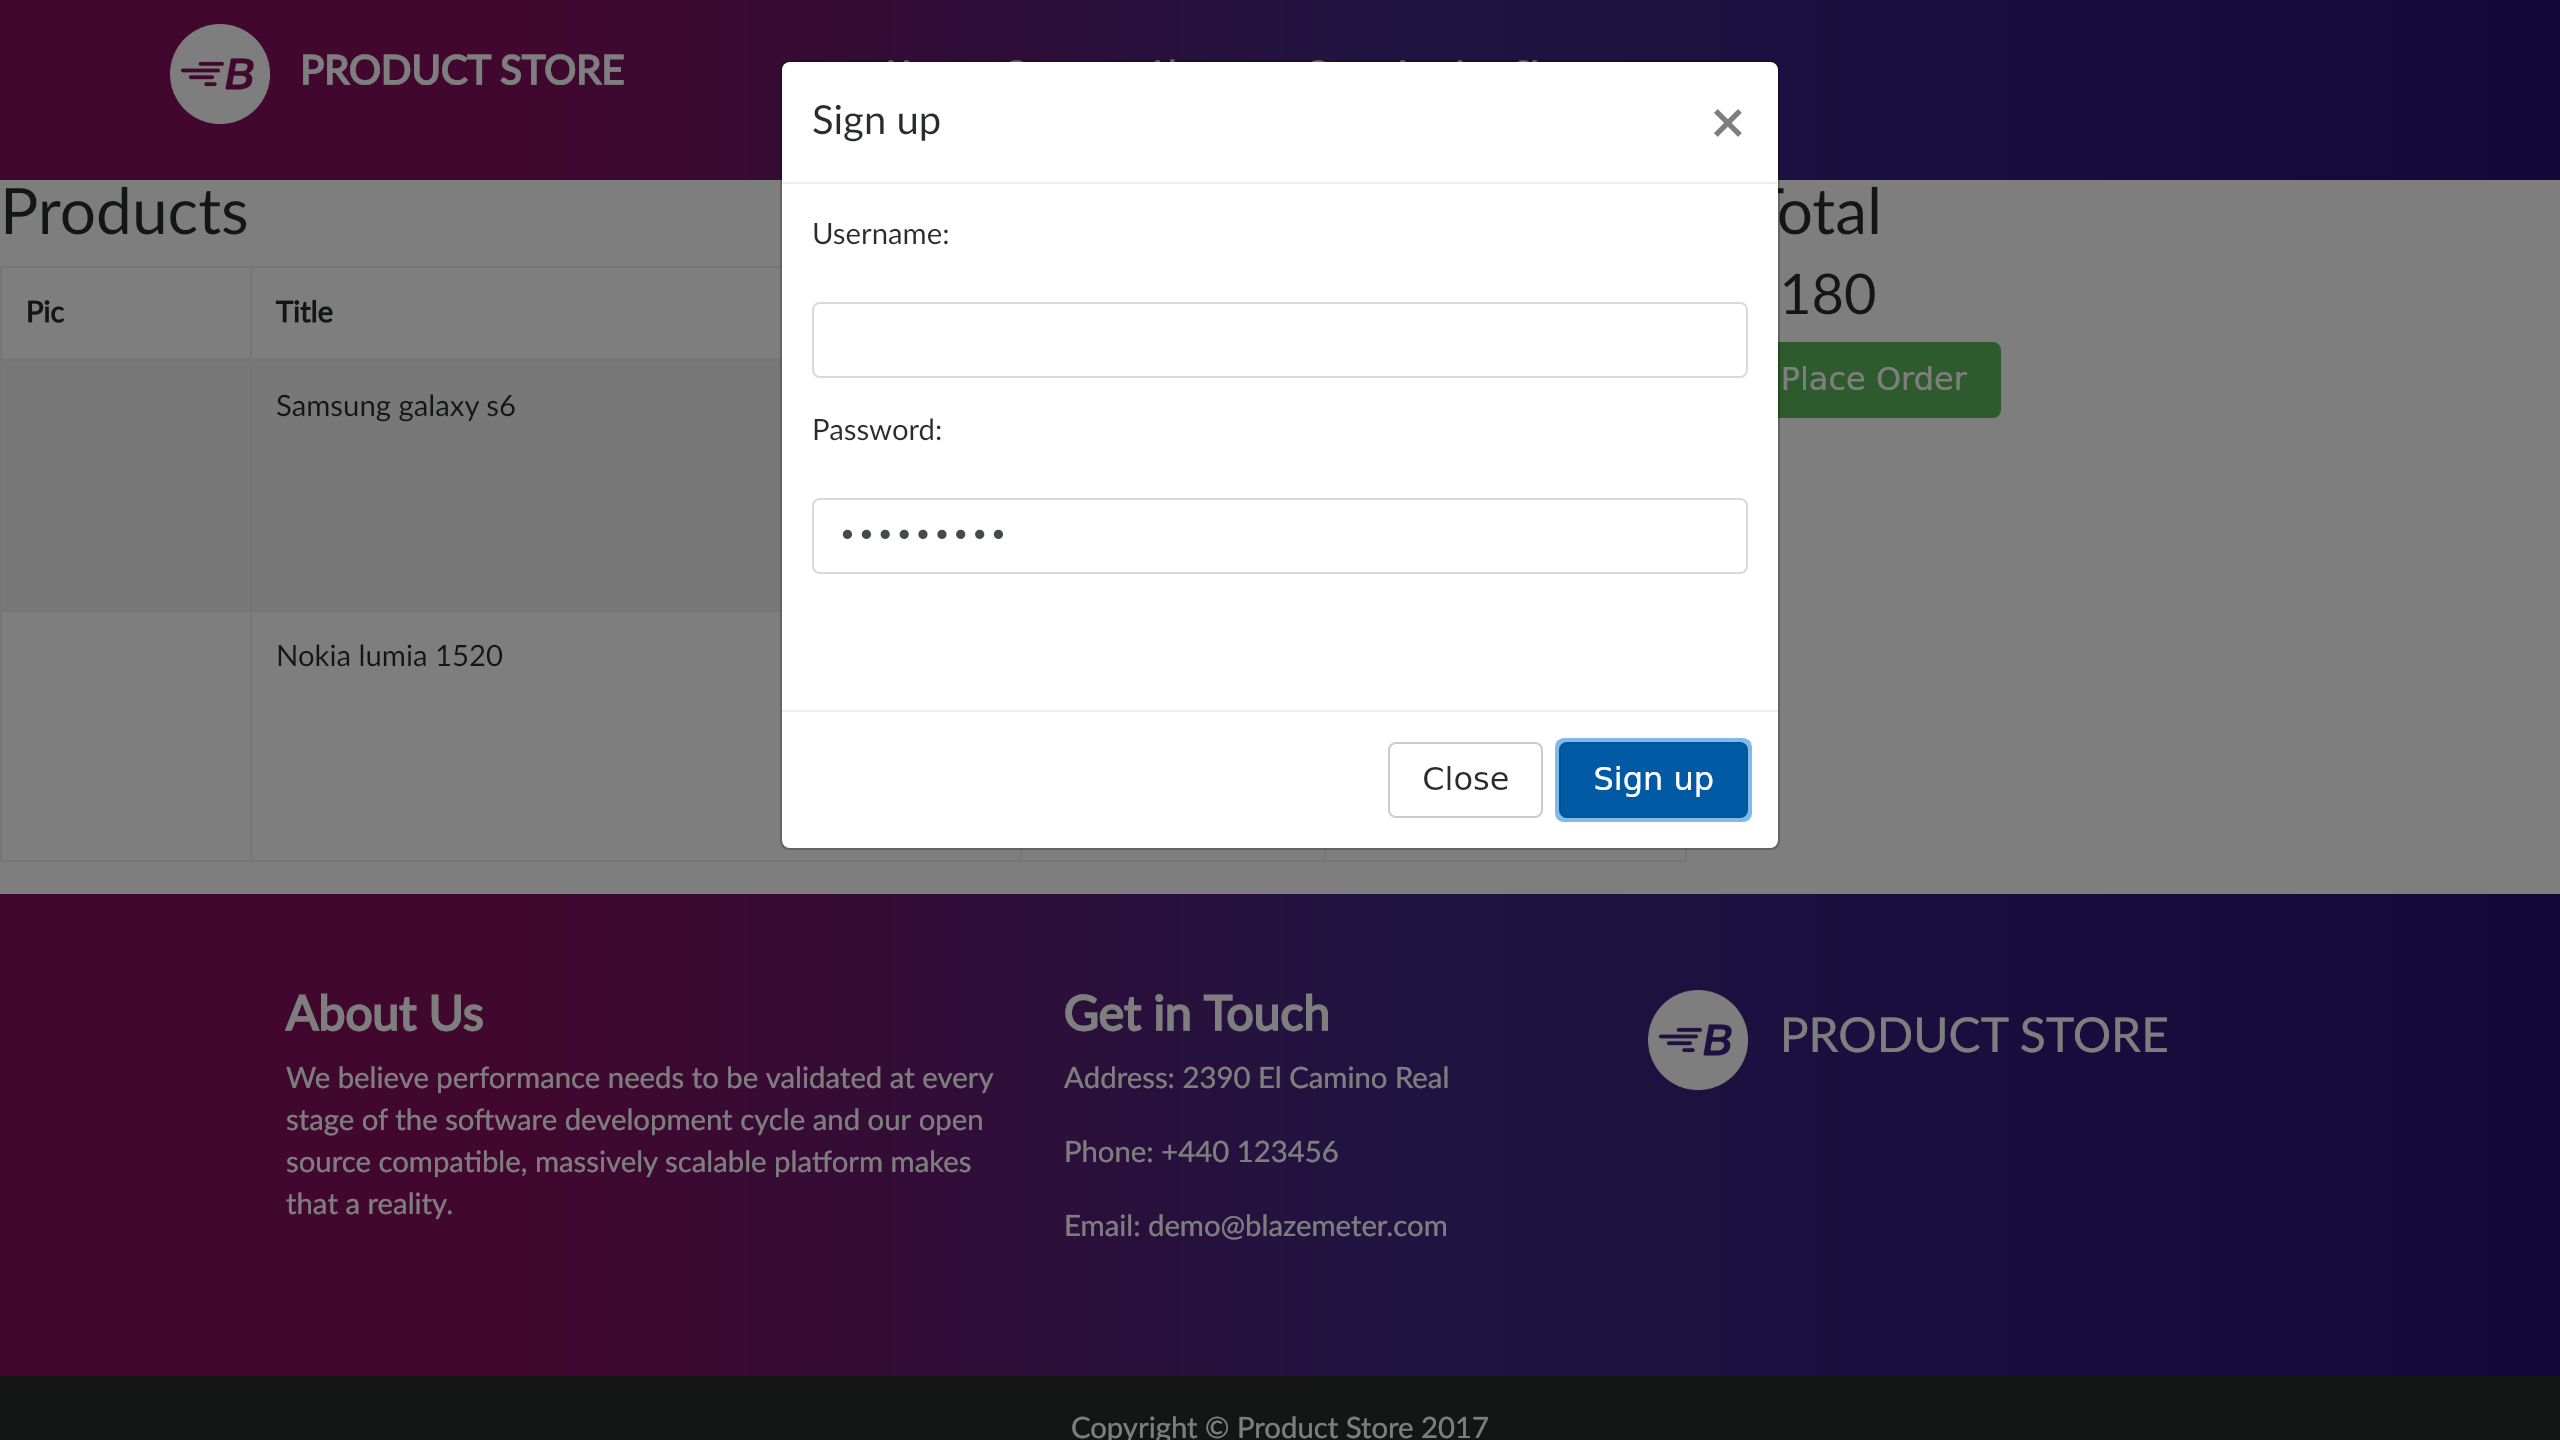 B PRODUCT STORE
Sign up
×
Products
Pic
Title
Username:
Samsung galaxy s6
Password:
•••••••••
Nokia lumia 1520
Close
Sign up
otal
180
Place Order
About Us
We believe performance needs to be validated at every
stage of the software development cycle and our open
source compatible, massively scalable platform makes
that a reality.
Get in Touch
Address: 2390 El Camino Real
Phone: +440 123456
Email: demo@blazemeter.com
B PRODUCT STORE
Copyright © Product Store 2017